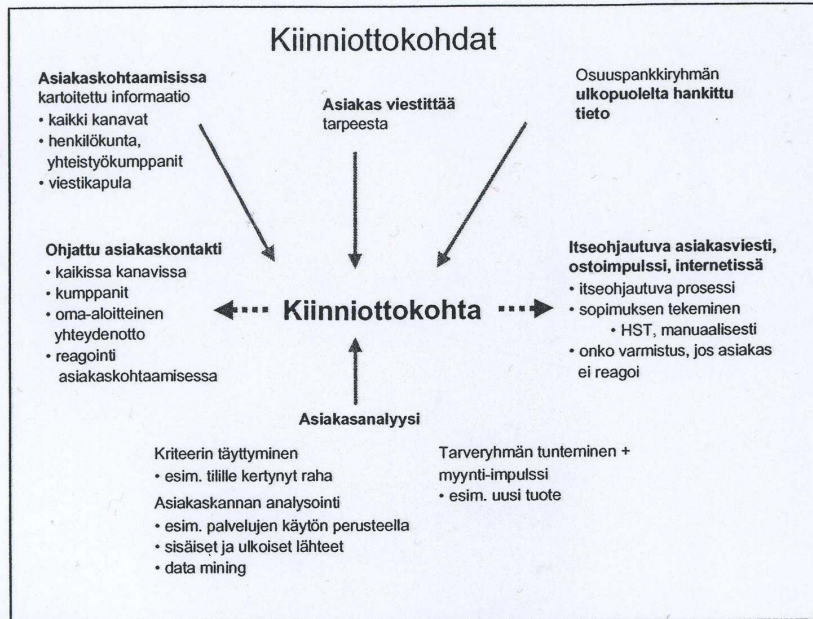 Kiinniottokohdat
Asiakaskohtaamisissa
kartoitettu informaatio
• kaikki kanavat
• henkilökunta,
yhteistyökumppanit
• viestikapula
Asiakas viestittää
tarpeesta
Osuuspankkiryhmän
ulkopuolelta hankittu
tieto
Ohjattu asiakaskontakti
• kaikissa kanavissa
• kumppanit
• oma-aloitteinen
yhteydenotto
• reagointi
asiakaskohtaamisessa
Kiinniottokohta
Itseohjautuva asiakasviesti,
ostoimpulssi, internetissä
• itseohjautuva prosessi
• sopimuksen tekeminen
• HST, manuaalisesti
• onko varmistus, jos asiakas
ei reagoi
Asiakasanalyysi
Kriteerin täyttyminen
• esim. tilille kertynyt raha
Asiakaskannan analysointi
• esim. palvelujen käytön perusteella
• sisäiset ja ulkoiset lähteet
• data mining
Tarveryhmän tunteminen +
myynti-impulssi
• esim. uusi tuote